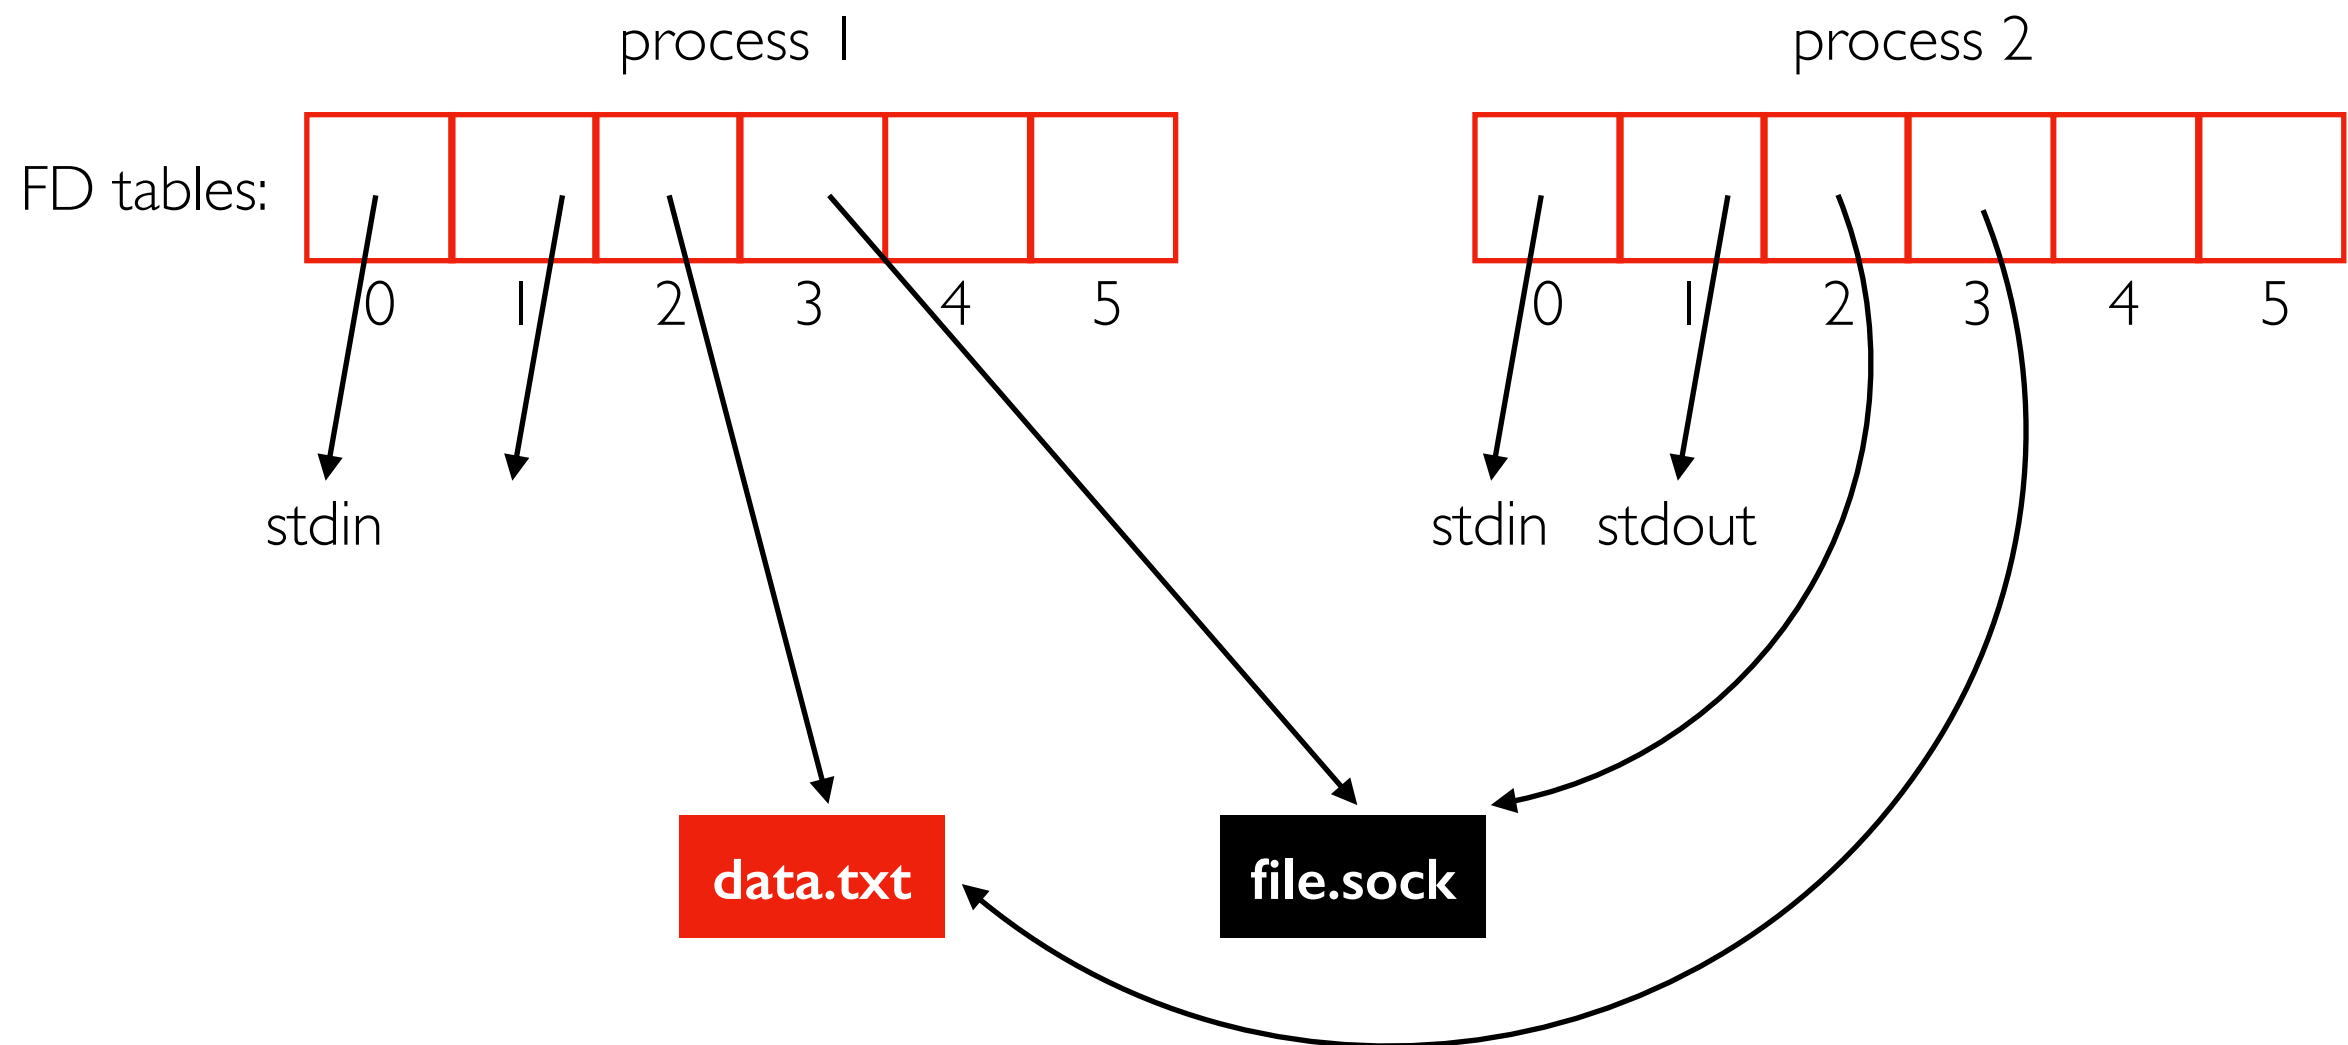 process 1
process 2
FD tables:
0 1 2 3 4 5
0 1 2 3 4 5
stdin
stdin stdout
data.txt
file.sock